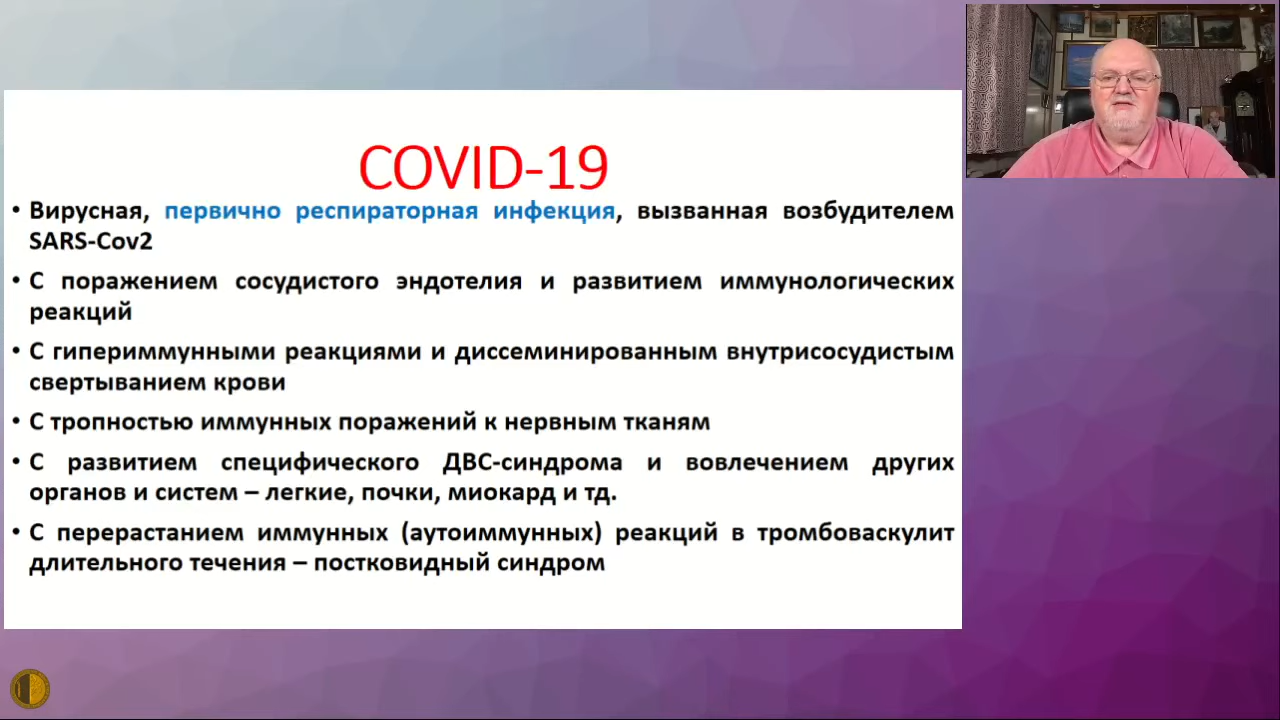 COVID-19
• Вирусная, первично респираторная инфекция, вызванная возбудителем
SARS-Cov2
• С поражением сосудистого эндотелия и развитием иммунологических
реакций
• С гипериммунными реакциями и диссеминированным внутрисосудистым
свертыванием крови
• С тропностью иммунных поражений к нервным тканям
• С развитием специфического ДВС-синдрома и вовлечением других
органов и систем – легкие, почки, миокард и тд.
• С перерастанием иммунных (аутоиммунных) реакций в тромбоваскулит
длительного течения – постковидный синдром